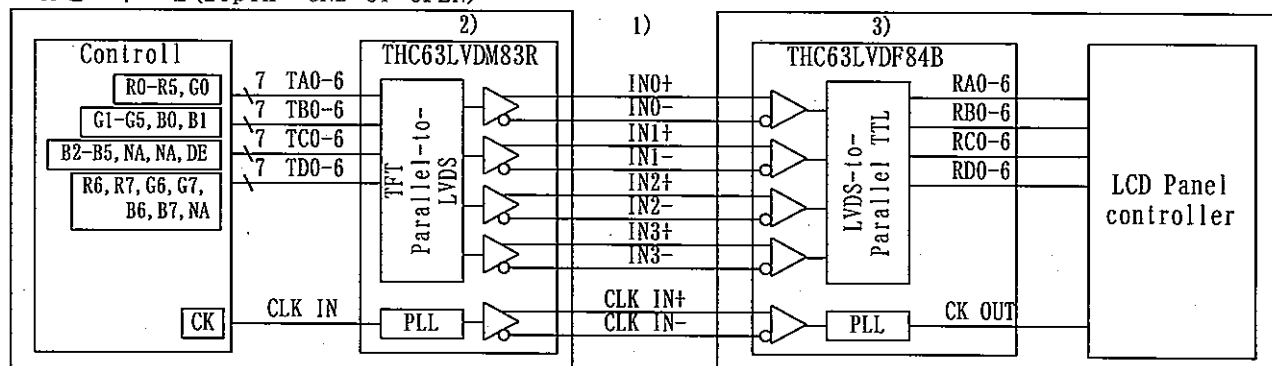 2)
1)
3)
Controll
THC63LVDM83R
THC63LVDF84B
R0-R5, G0
7 TA0-6
IN0+
RA0-6
IN0-
G1-G5, B0, B1
7 TB0-6
IN1+
RB0-6
B2-B5, NA, NA, DE
7 TC0-6
IN1-
RC0-6
R6, R7, G6, G7,
B6, B7, NA
7 TD0-6
IN2+
RD0-6
IN2-
IN3+
IN3-
TFT
Parallel-to-
LVDS
LVDS-to-
Parallel TTL
LCD Panel
controller
CK
CLK IN
PLL
CLK IN+
CLK IN-
PLL
CK OUT